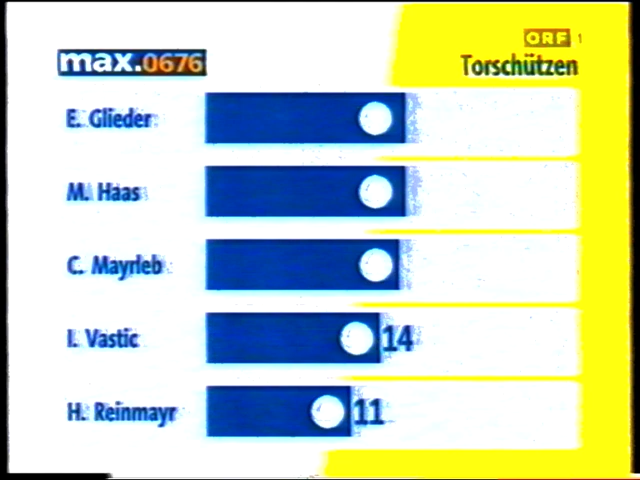 ORF 1
max.0676
Torschützen
E. Glieder
M. Haas
C. Mayrleb
I. Vastic 14
H. Reinmayr 11